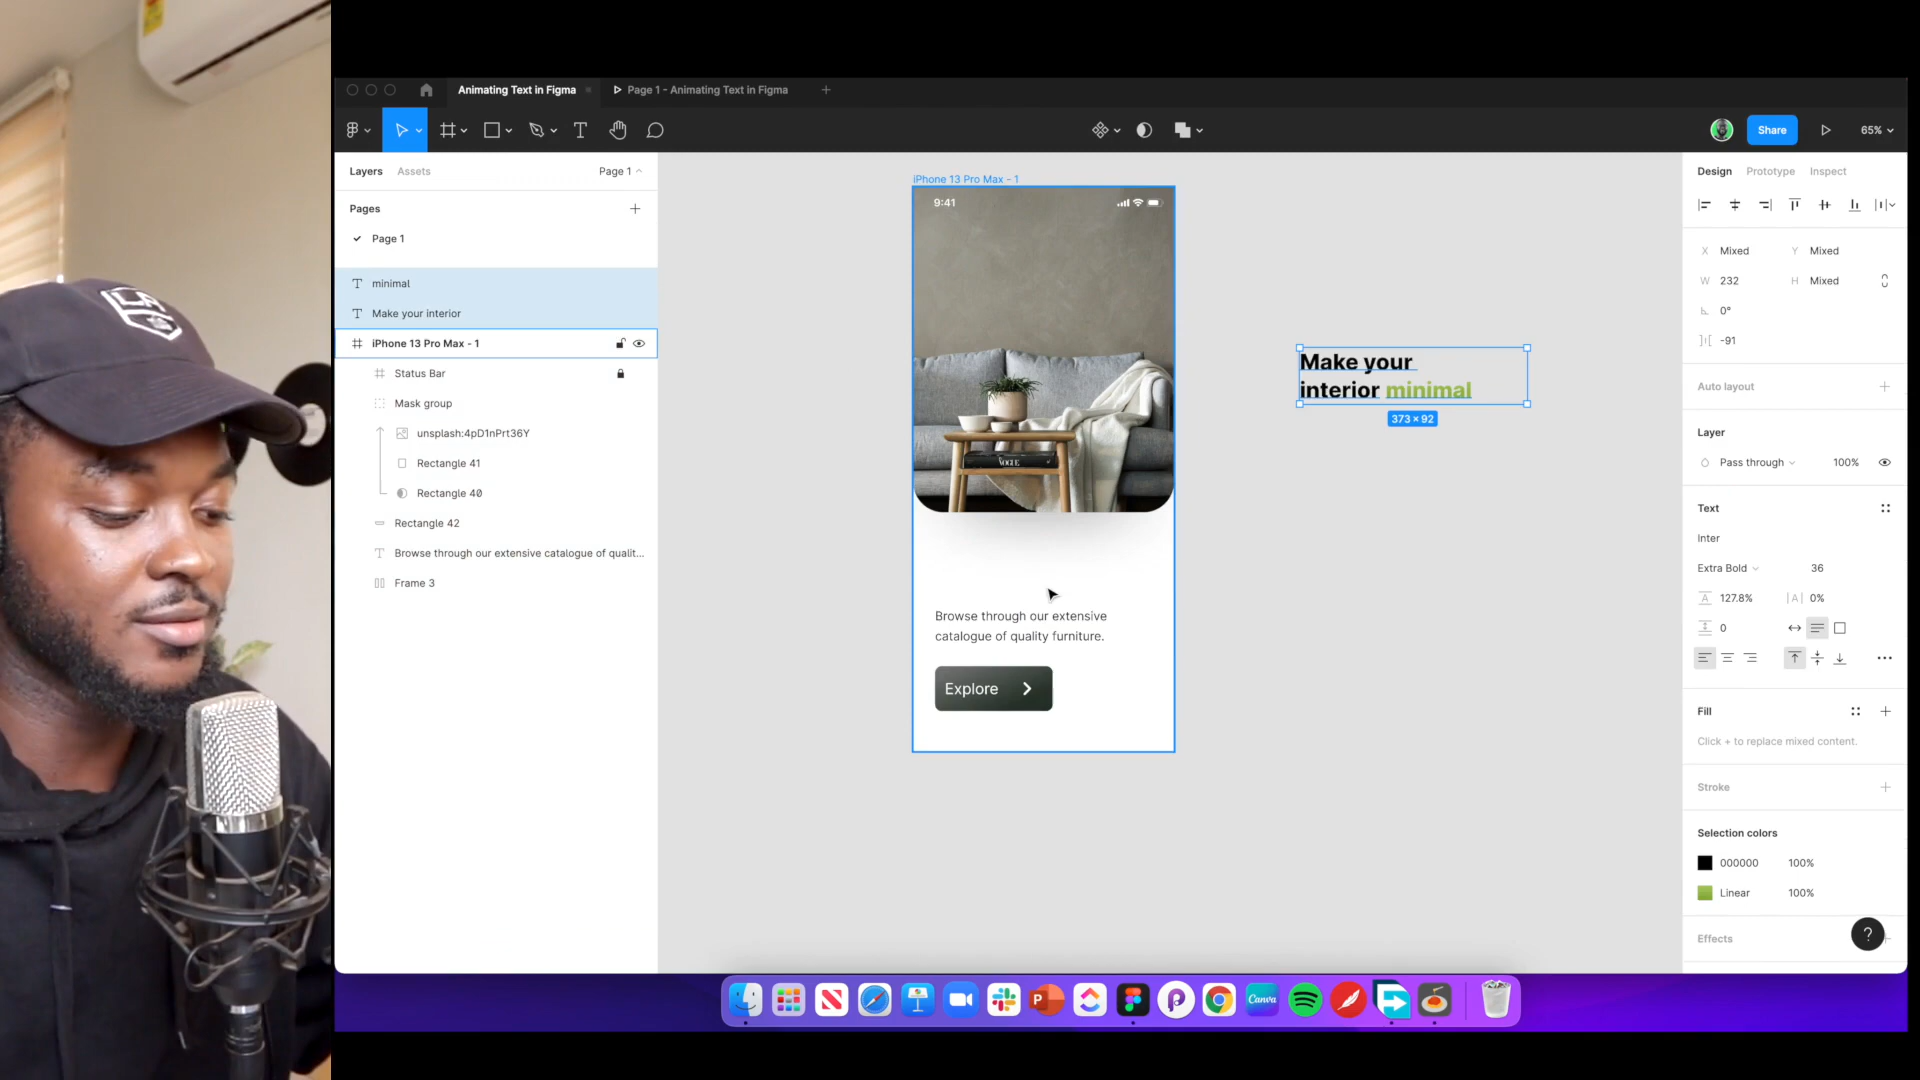 Animating Text in Figma
Page 1 - Animating Text in Figma
Share
65%
Layers
Assets
Page 1
Pages
Page 1
minimal
Make your interior
iPhone 13 Pro Max - 1
Status Bar
Mask group
unsplash:4pD1nPrt36Y
Rectangle 41
Rectangle 40
Rectangle 42
Browse through our extensive catalogue of qualit...
Frame 3
iPhone 13 Pro Max - 1
9:41
VOGUE
Browse through our extensive
catalogue of quality furniture.
Explore
Make your
interior minimal
373 × 92
Design
Prototype
Inspect
X Mixed
Y Mixed
W 232
H Mixed
0°
-91
Auto layout
Layer
Pass through
100%
Text
Inter
Extra Bold
36
A 127.8%
|A| 0%
0
Fill
Click + to replace mixed content.
Stroke
Selection colors
000000 100%
Linear 100%
Effects
?
Canva
LA